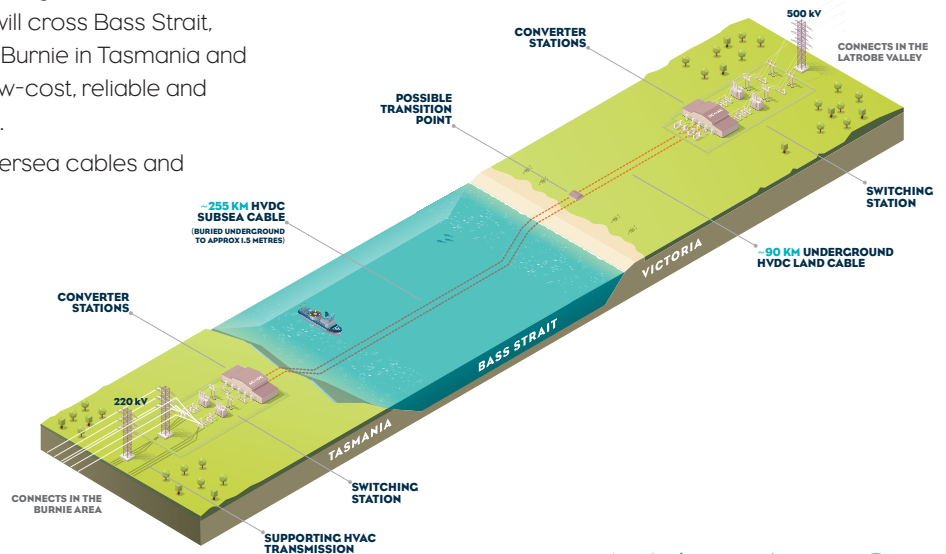 will cross Bass Strait,
Burnie in Tasmania and
w-cost, reliable and
ersea cables and
500 kV
CONVERTER
STATIONS
CONNECTS IN THE
LATROBE VALLEY
POSSIBLE
TRANSITION
POINT
SWITCHING
STATION
~255 KM HVDC
SUBSEA CABLE
(BURIED UNDERGROUND
TO APPROX 1.5 METRES)
VICTORIA
~90 KM UNDERGROUND
HVDC LAND CABLE
CONVERTER
STATIONS
BASS STRAIT
220 kV
TASMANIA
SWITCHING
STATION
CONNECTS IN THE
BURNIE AREA
SUPPORTING HVAC
TRANSMISSION